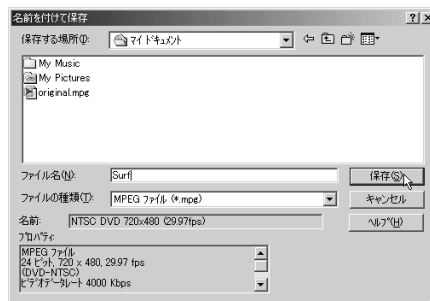 名前を付けて保存
保存する場所(I): マイ ドキュメント
My Music
My Pictures
original.mpg
ファイル名(N): Surf 保存(S)
ファイルの種類(T): MPEG ファイル (*.mpg) キャンセル
名前: NTSC DVD 720x480 (29.97fps) ヘルプ(H)
プロパティ
MPEG ファイル
24 ビット, 720 x 480, 29.97 fps
(DVD-NTSC)
ビデオデータレート 4000 Kbps